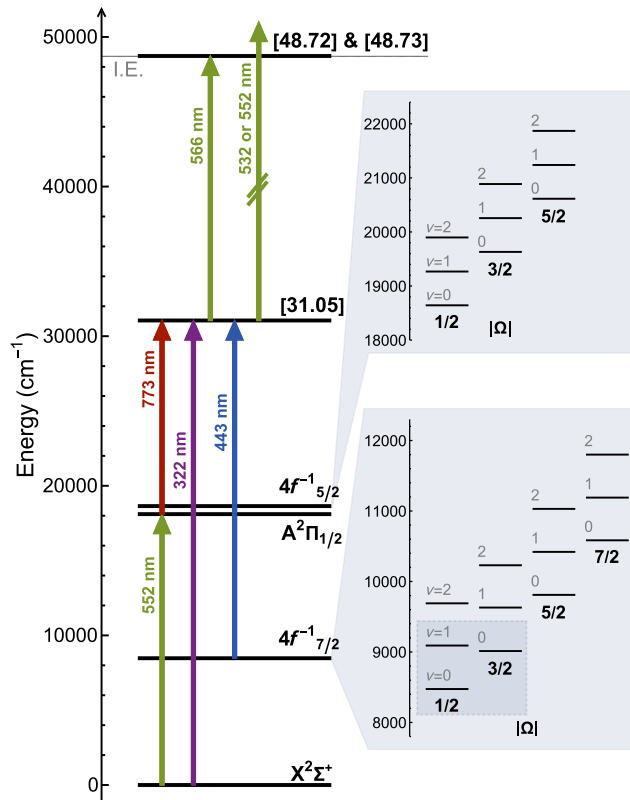 50000
40000
30000
20000
10000
0
Energy (cm⁻¹)
I.E.
[48.72] & [48.73]
566 nm
532 or 552 nm
[31.05]
773 nm
322 nm
443 nm
4f⁻¹₅/₂
A²Π₁/₂
552 nm
4f⁻¹₇/₂
X²Σ⁺
22000
21000
20000
19000
18000
v=2
v=1
v=0
1/2
2
1
0
3/2
2
1
0
5/2
|Ω|
12000
11000
10000
9000
8000
v=2
v=1
v=0
1/2
2
1
0
3/2
2
1
0
5/2
2
1
0
7/2
|Ω|